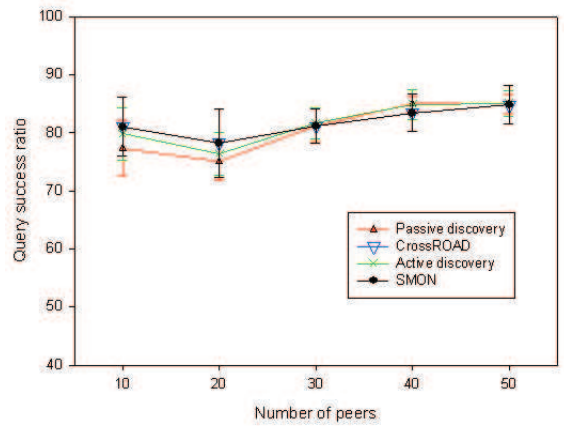 100
90
80
70
60
50
40
Query success ratio
Passive discovery
CrossROAD
Active discovery
SMON
10 20 30 40 50
Number of peers